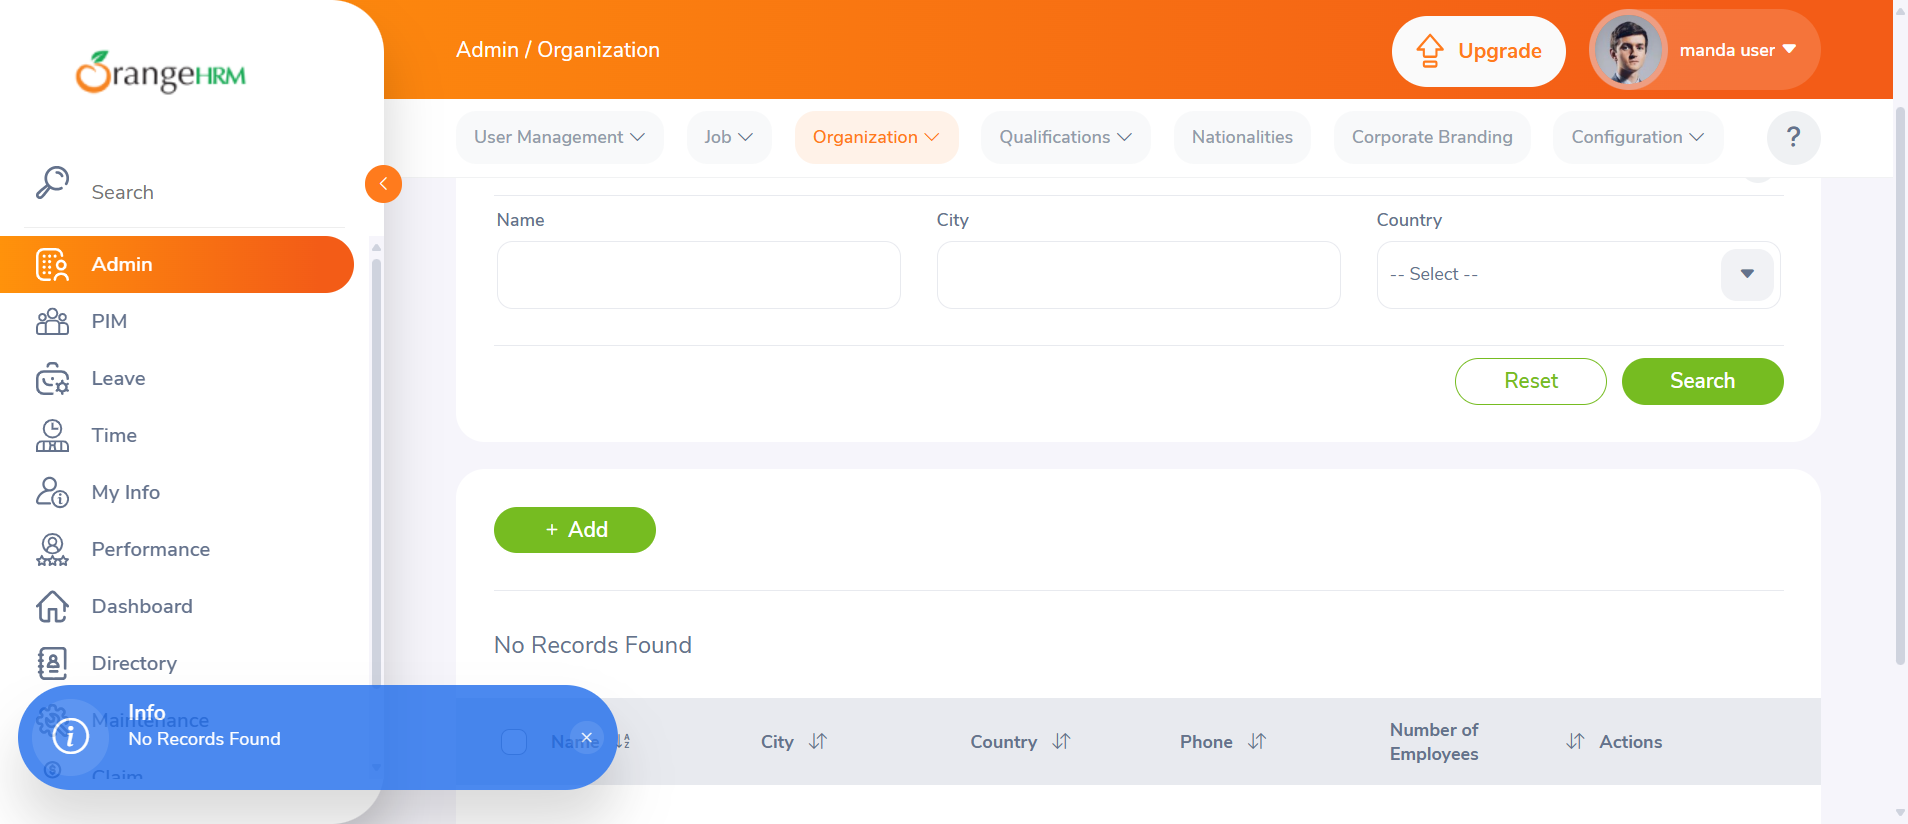 OrangeHRM
Admin / Organization
Upgrade
manda user
User Management
Job
Organization
Qualifications
Nationalities
Corporate Branding
Configuration
?
Search
Admin
PIM
Leave
Time
My Info
Performance
Dashboard
Directory
Maintenance
Claim
Name
City
Country
-- Select --
Reset
Search
+ Add
No Records Found
Name
City
Country
Phone
Number of
Employees
Actions
Info
No Records Found